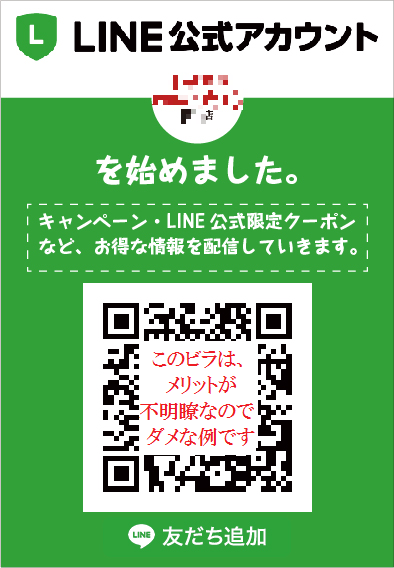 L LINE公式アカウント
店
を始めました。
キャンペーン・LINE公式限定クーポン
など、お得な情報を配信していきます。
このビラは、
メリットが
不明瞭なので
ダメな例です
LINE 友だち追加